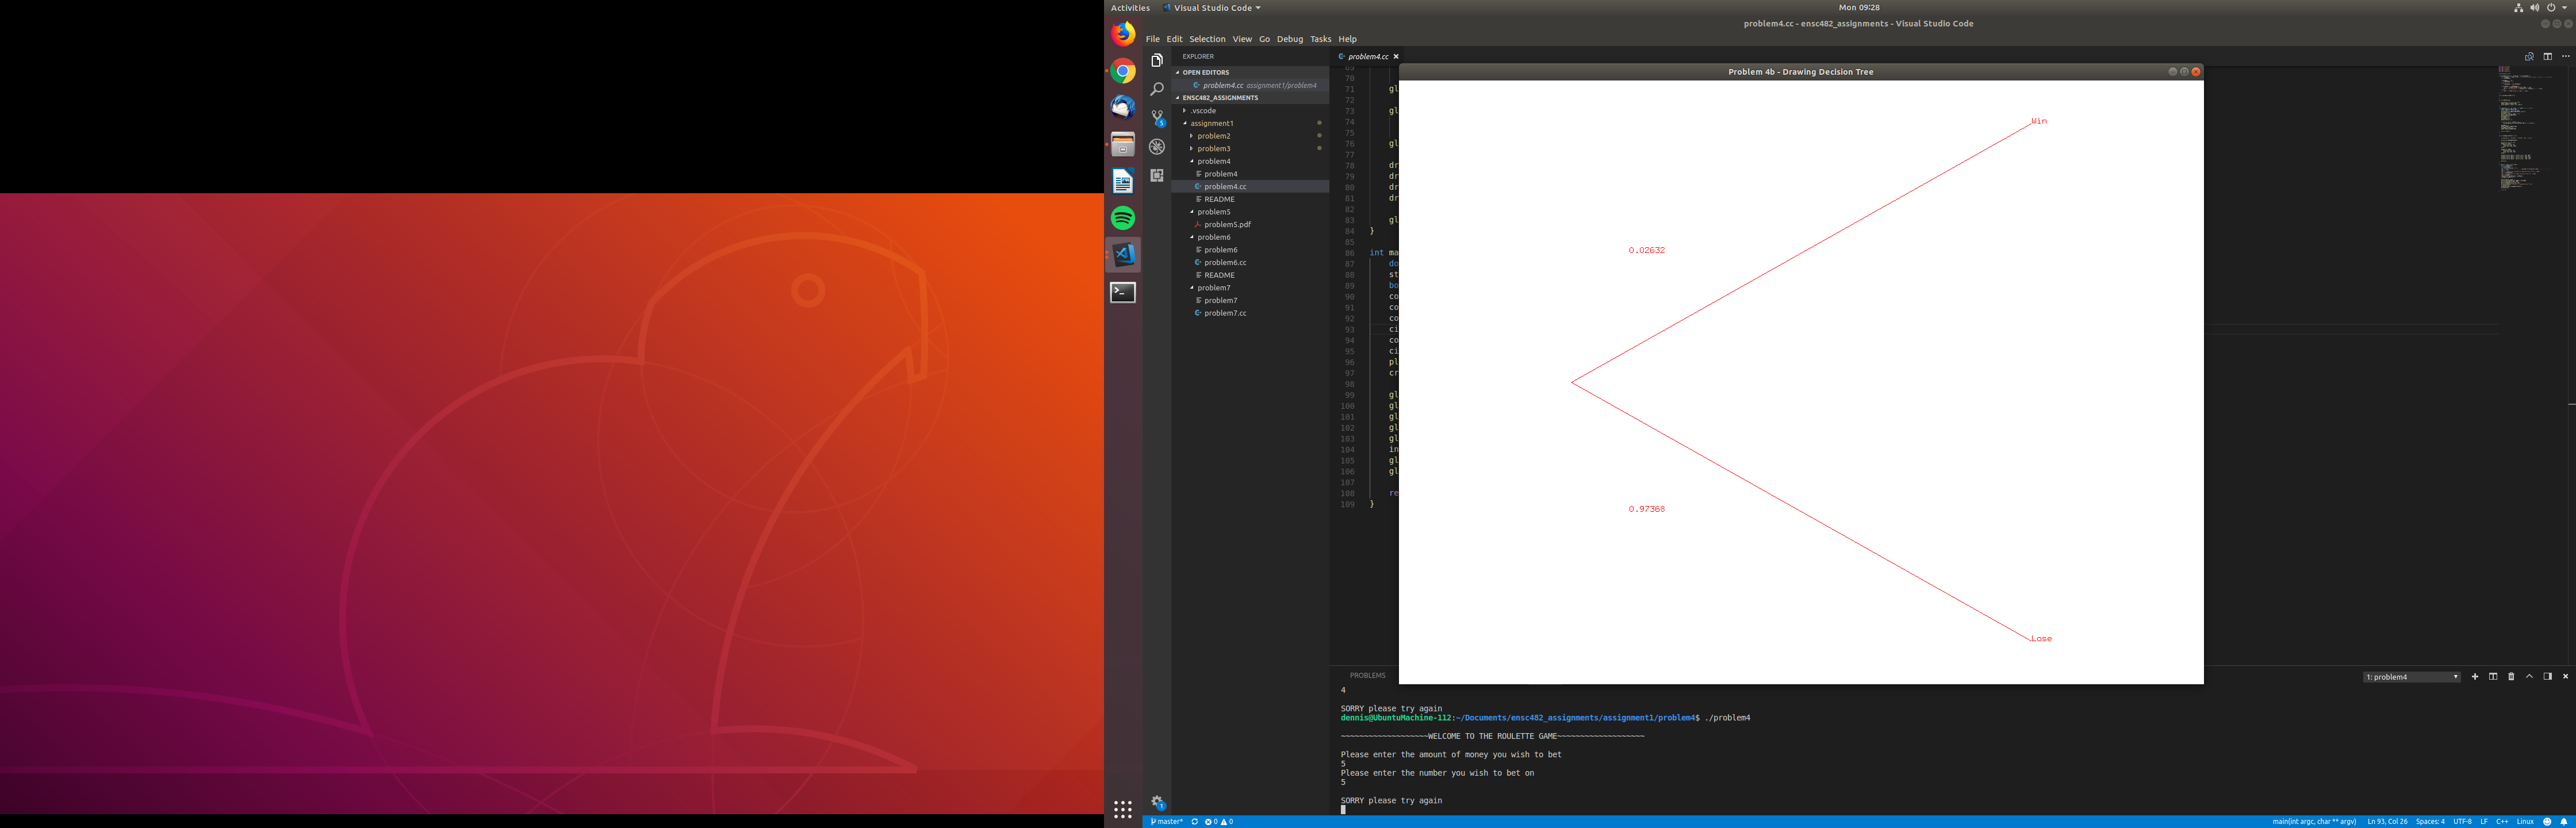 Activities Visual Studio Code Mon 09:28
problem4.cc - ensc482_assignments - Visual Studio Code
File Edit Selection View Go Debug Tasks Help
EXPLORER
OPEN EDITORS
problem4.cc assignment1/problem4
ENSC482_ASSIGNMENTS
.vscode
assignment1
problem2
problem3
problem4
problem4
problem4.cc
README
problem5
problem5.pdf
problem6
problem6
problem6.cc
README
problem7
problem7
problem7.cc
5
1
problem4.cc
69
70
71 gl
72
73 gl
74
75
76 gl
77
78 dr
79 dr
80 dr
81 dr
82
83 gl
84 }
85
86 int ma
87 do
88 st
89 bo
90 co
91 co
92 co
93 ci
94 co
95 ci
96 pl
97 cr
98
99 gl
100 gl
101 gl
102 gl
103 gl
104 in
105 gl
106 gl
107
108 re
109 }
Problem 4b - Drawing Decision Tree
Win
0.02632
0.97368
Lose
PROBLEMS
1: problem4
4
SORRY please try again
dennis@UbuntuMachine-112:~/Documents/ensc482_assignments/assignment1/problem4$ ./problem4
~~~~~~~~~~~~~~~~~~~WELCOME TO THE ROULETTE GAME~~~~~~~~~~~~~~~~~~~
Please enter the amount of money you wish to bet
5
Please enter the number you wish to bet on
5
SORRY please try again
master* 0 0 main(int argc, char ** argv) Ln 93, Col 26 Spaces: 4 UTF-8 LF C++ Linux